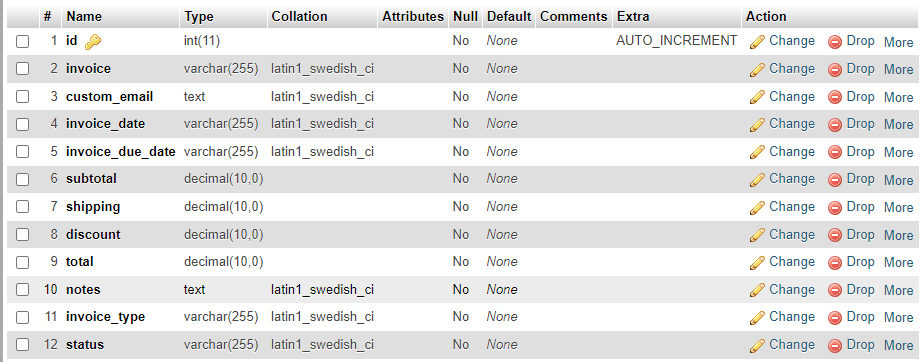 # Name Type Collation Attributes Null Default Comments Extra Action
1 id int(11) No None AUTO_INCREMENT Change Drop More
2 invoice varchar(255) latin1_swedish_ci No None Change Drop More
3 custom_email text latin1_swedish_ci No None Change Drop More
4 invoice_date varchar(255) latin1_swedish_ci No None Change Drop More
5 invoice_due_date varchar(255) latin1_swedish_ci No None Change Drop More
6 subtotal decimal(10,0) No None Change Drop More
7 shipping decimal(10,0) No None Change Drop More
8 discount decimal(10,0) No None Change Drop More
9 total decimal(10,0) No None Change Drop More
10 notes text latin1_swedish_ci No None Change Drop More
11 invoice_type varchar(255) latin1_swedish_ci No None Change Drop More
12 status varchar(255) latin1_swedish_ci No None Change Drop More